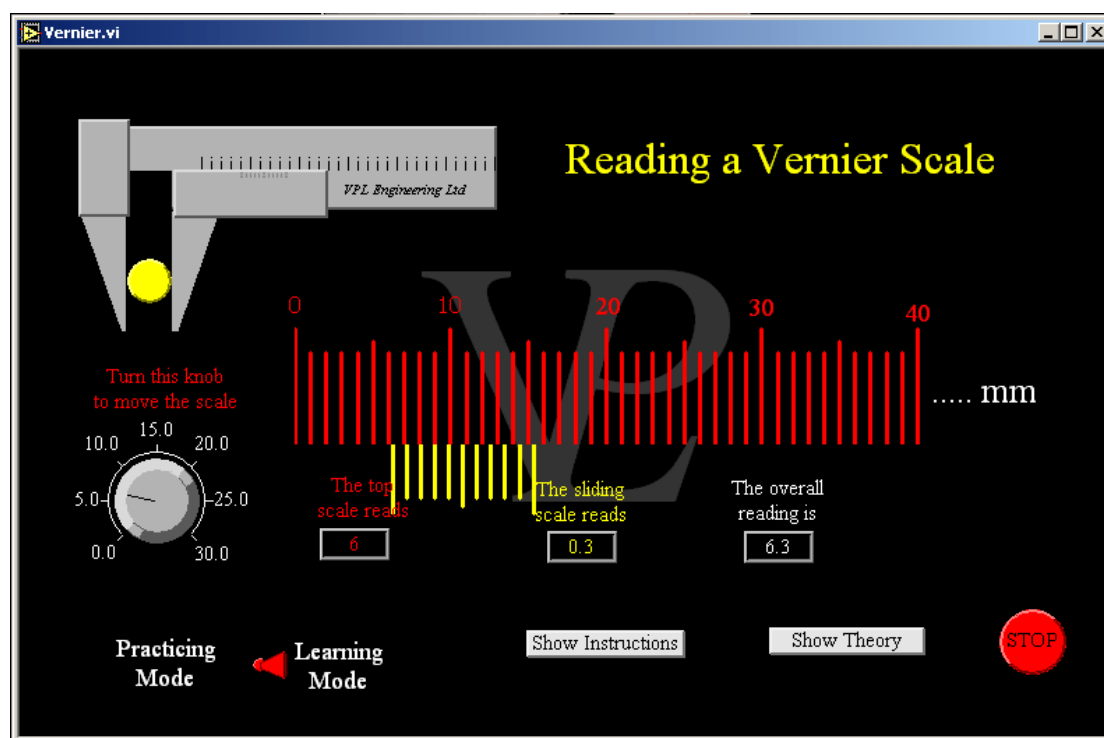 Vernier.vi
Reading a Vernier Scale
VPL Engineering Ltd
VPL
0 10 20 30 40
..... mm
Turn this knob
to move the scale
15.0
10.0 20.0
5.0 25.0
0.0 30.0
The top
scale reads
6
The sliding
scale reads
0.3
The overall
reading is
6.3
Practicing
Mode
Learning
Mode
Show Instructions
Show Theory
STOP